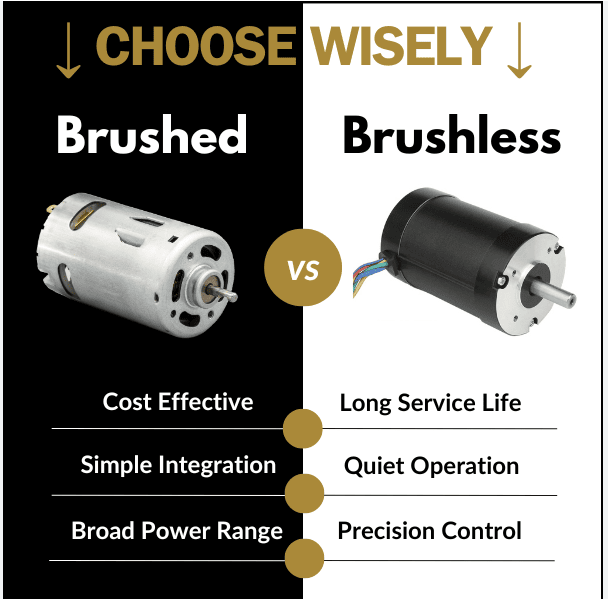 CHOOSE WISELY
Brushed
Brushless
VS
Cost Effective
Long Service Life
Simple Integration
Quiet Operation
Broad Power Range
Precision Control